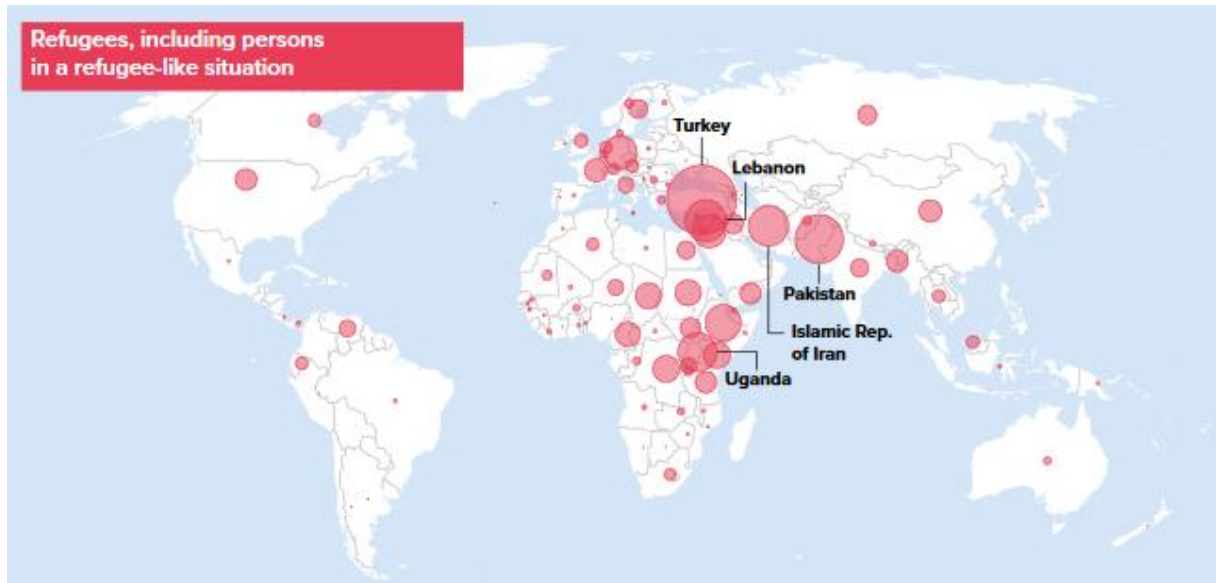 Refugees, including persons
in a refugee-like situation
Turkey
Lebanon
Pakistan
Islamic Rep.
of Iran
Uganda